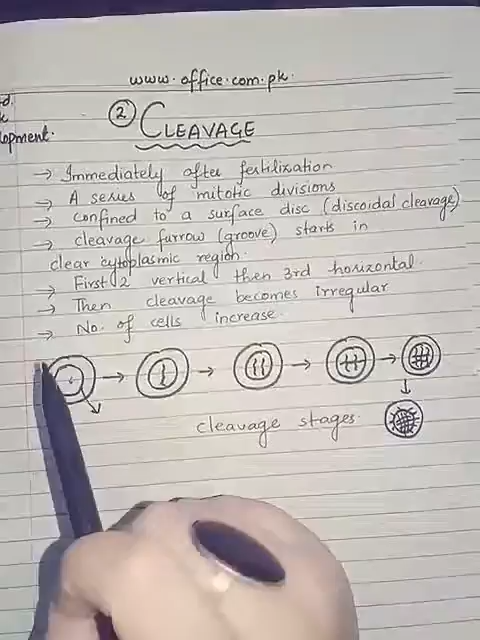 www.office.com.pk.
d.
k
lopment.
② CLEAVAGE
→ Immediately after fertilization
→ A series of mitotic divisions
→ confined to a surface disc (discoidal cleavage)
→ cleavage furrow (groove) starts in
clear cytoplasmic region.
→ First 2 vertical then 3rd horizontal.
→ Then cleavage becomes irregular
→ No. of cells increase.
cleavage stages.